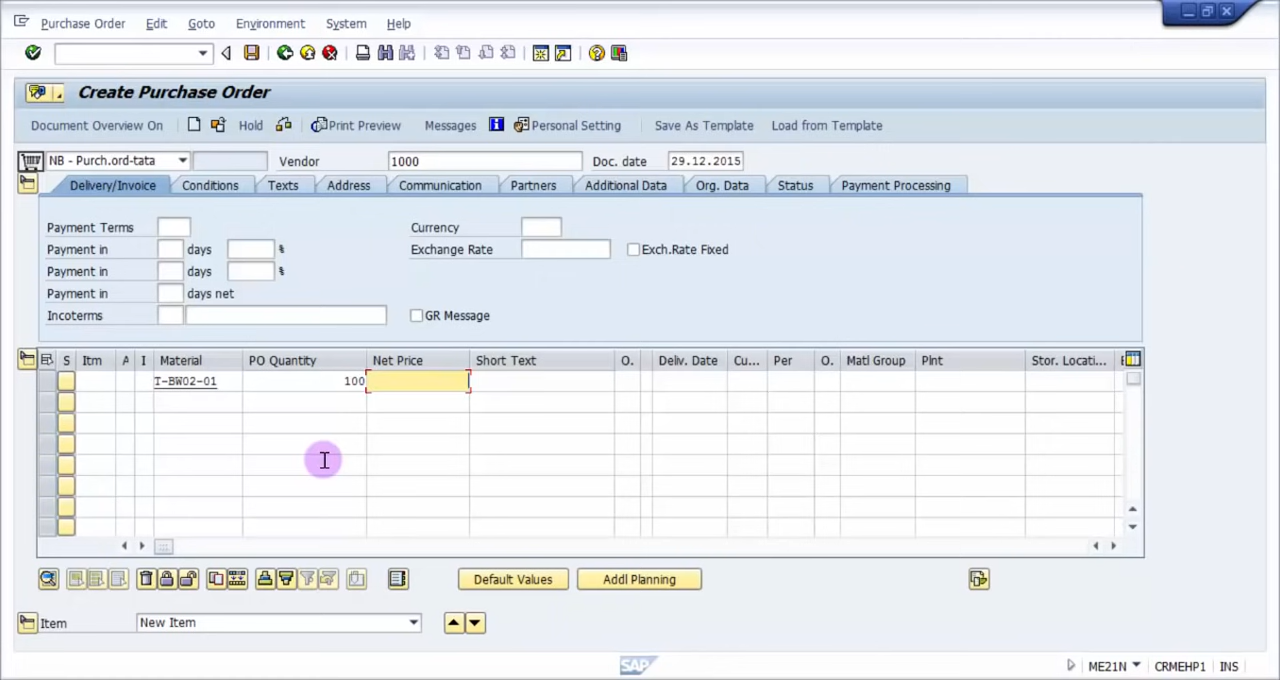 Purchase Order Edit Goto Environment System Help
Create Purchase Order
Document Overview On Hold Print Preview Messages Personal Setting Save As Template Load from Template
NB - Purch.ord-tata Vendor 1000 Doc. date 29.12.2015
Delivery/Invoice Conditions Texts Address Communication Partners Additional Data Org. Data Status Payment Processing
Payment Terms Currency
Payment in days % Exchange Rate Exch.Rate Fixed
Payment in days %
Payment in days net
Incoterms GR Message
S Itm A I Material PO Quantity Net Price Short Text O. Deliv. Date Cu... Per O. Matl Group Plnt Stor. Locati...
T-BW02-01 100
Default Values Addl Planning
Item New Item
SAP ME21N CRMEHP1 INS